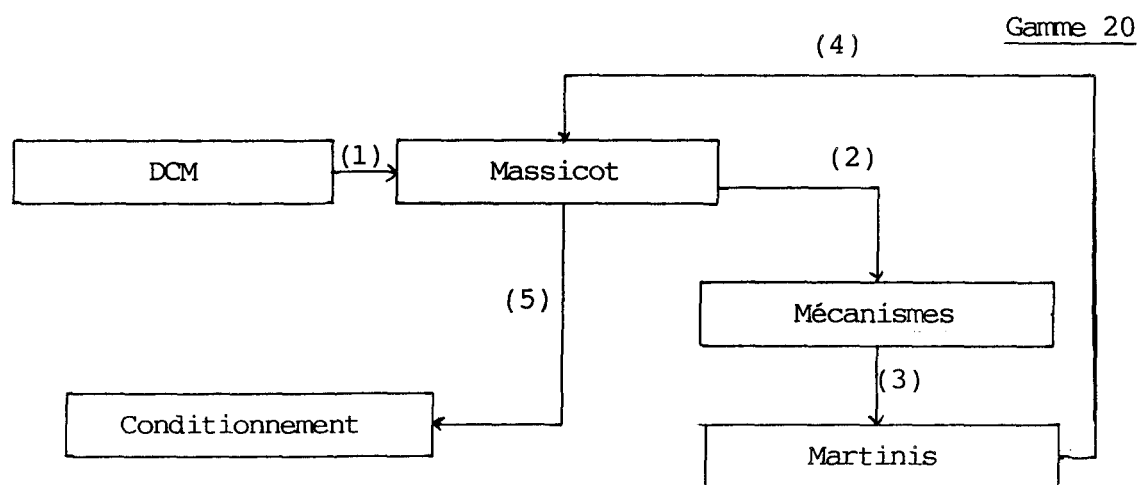 Gamme 20
(4)
DCM
(1)
Massicot
(2)
(5)
Mécanismes
(3)
Conditionnement
Martinis